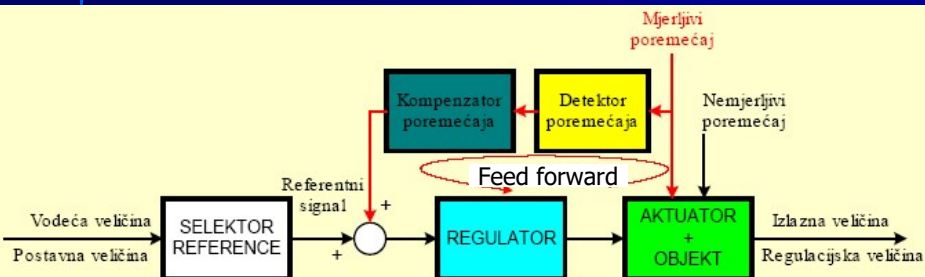 Mjerljivi
poremećaj
Kompenzator
poremećaja
Detektor
poremećaja
Nemjerljivi
poremećaj
Feed forward
Referentni
signal
+
Vodeća veličina
Postavna veličina
SELEKTOR
REFERENCE
+
REGULATOR
AKTUATOR
+
OBJEKT
Izlazna veličina
Regulacijska veličina